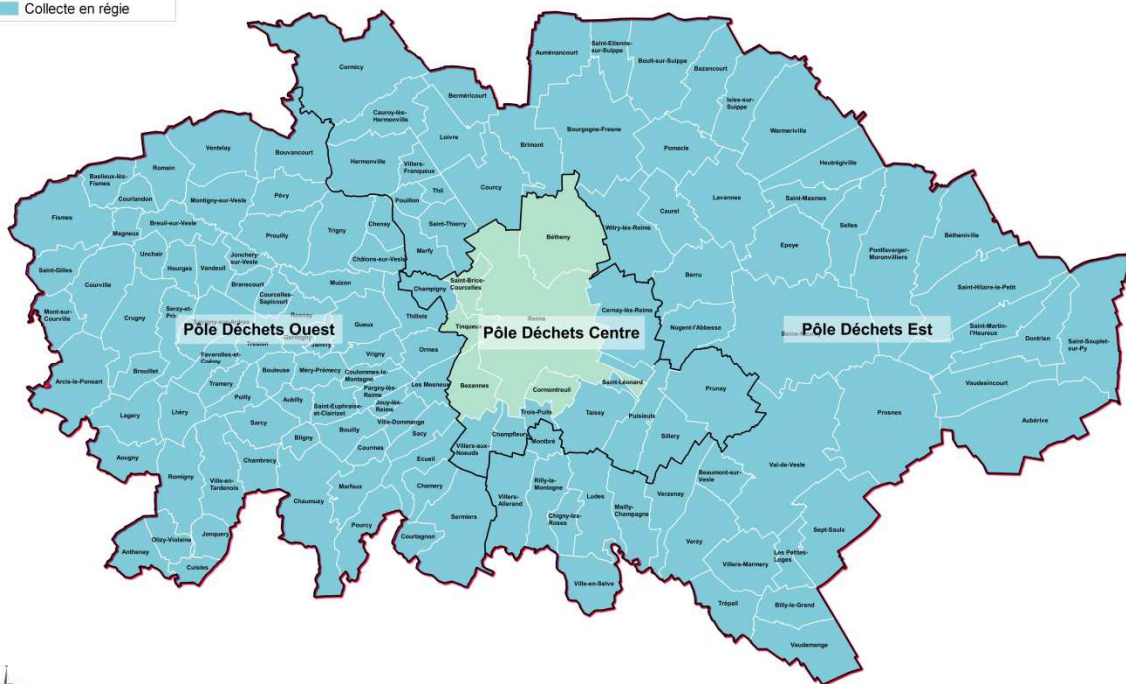 Collecte en régie
Cormicy
Auménancourt
Saint-Etienne-
sur-Suippe
Boult-sur-Suippe
Bazancourt
Isles-sur-
Suippe
Warmeriville
Berméricourt
Cauroy-lès-
Hermonville
Loivre
Brimont
Bourgogne-Fresne
Pomacle
Heutrégiville
Ventelay
Bouvancourt
Hermonville
Villers-
Franqueux
Thil
Courcy
Romain
Baslieux-lès-
Fismes
Courlandon
Montigny-sur-Vesle
Pévy
Pouillon
Saint-Thierry
Merfy
Caurel
Lavannes
Saint-Masmes
Selles
Epoye
Pontfaverger-
Moronvilliers
Bétheniville
Fismes
Magneux
Breuil-sur-Vesle
Prouilly
Trigny
Chenay
Châlons-sur-Vesle
Bétheny
Witry-lès-Reims
Berru
Saint-Hilaire-le-Petit
Unchair
Hourges
Vandeuil
Jonchery-
sur-Vesle
Saint-Gilles
Courville
Branscourt
Muizon
Champigny
Saint-Brice-
Courcelles
Courcelles-
Sapicourt
Mont-sur-
Courville
Crugny
Serzy-et-
Prin
Rosnay
Gueux
Thillois
Tinqueux
Reims
Cernay-lès-Reims
Nogent-l'Abbesse
Saint-Martin-
l'Heureux
Dontrien
Saint-Souplet-
sur-Py
Pôle Déchets Ouest
Pôle Déchets Centre
Pôle Déchets Est
Treslon
Germigny
Janvry
Vrigny
Ormes
Faverolles-et-
Coëmy
Arcis-le-Ponsart
Brouillet
Bouleuse
Méry-Prémecy
Coulommes-la-
Montagne
Pargny-lès-
Reims
Jouy-lès-
Reims
Les Mesneux
Bezannes
Cormontreuil
Saint-Léonard
Tramery
Poilly
Aubilly
Saint-Euphraise-
et-Clairizet
Ville-Dommange
Lagery
Lhéry
Sarcy
Bligny
Bouilly
Courmas
Sacy
Trois-Puits
Taissy
Puisieulx
Prunay
Vaudesincourt
Prosnes
Aubérive
Aougny
Romigny
Ville-en-
Tardenois
Chambrecy
Chaumuzy
Marfaux
Ecueil
Chamery
Villers-aux-
Noeuds
Champfleury
Montbré
Sillery
Beaumont-sur-
Vesle
Val-de-Vesle
Pourcy
Sermiers
Villers-
Allerand
Rilly-la-
Montagne
Chigny-les-
Roses
Ludes
Mailly-
Champagne
Verzenay
Verzy
Sept-Saulx
Anthenay
Olizy-Violaine
Jonquery
Cuisles
Courtagnon
Ville-en-Selve
Villers-Marmery
Les Petites-
Loges
Trépail
Billy-le-Grand
Vaudemange